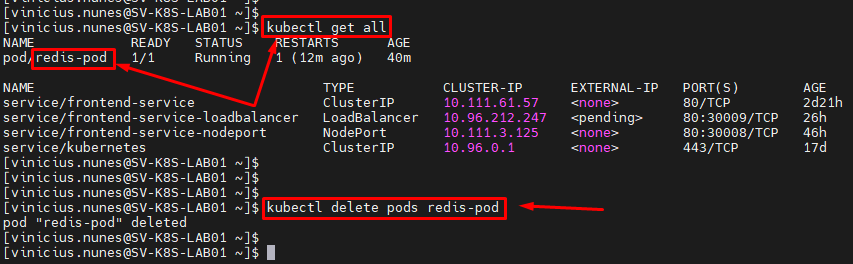 [vinicius.nunes@SV-K8S-LAB01 ~]$
[vinicius.nunes@SV-K8S-LAB01 ~]$ kubectl get all
NAME READY STATUS RESTARTS AGE
pod/redis-pod 1/1 Running 1 (12m ago) 40m
NAME TYPE CLUSTER-IP EXTERNAL-IP PORT(S) AGE
service/frontend-service ClusterIP 10.111.61.57 <none> 80/TCP 2d21h
service/frontend-service-loadbalancer LoadBalancer 10.96.212.247 <pending> 80:30009/TCP 26h
service/frontend-service-nodeport NodePort 10.111.3.125 <none> 80:30008/TCP 46h
service/kubernetes ClusterIP 10.96.0.1 <none> 443/TCP 17d
[vinicius.nunes@SV-K8S-LAB01 ~]$
[vinicius.nunes@SV-K8S-LAB01 ~]$
[vinicius.nunes@SV-K8S-LAB01 ~]$
[vinicius.nunes@SV-K8S-LAB01 ~]$ kubectl delete pods redis-pod
pod "redis-pod" deleted
[vinicius.nunes@SV-K8S-LAB01 ~]$
[vinicius.nunes@SV-K8S-LAB01 ~]$